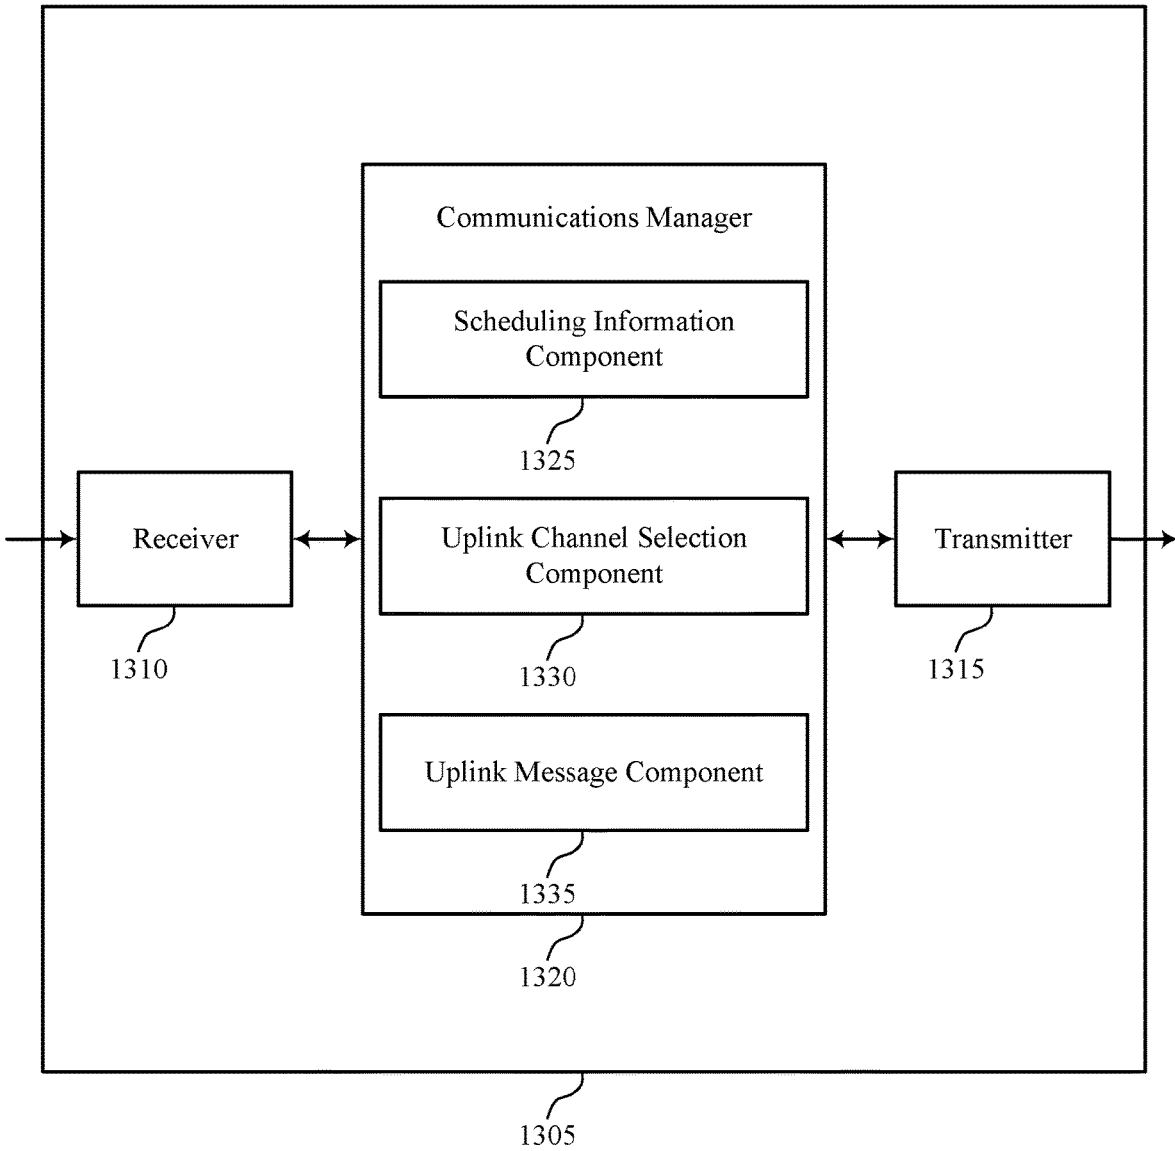 Communications Manager
Scheduling Information
Component
1325
Receiver
1310
Uplink Channel Selection
Component
1330
Transmitter
1315
Uplink Message Component
1335
1320
1305